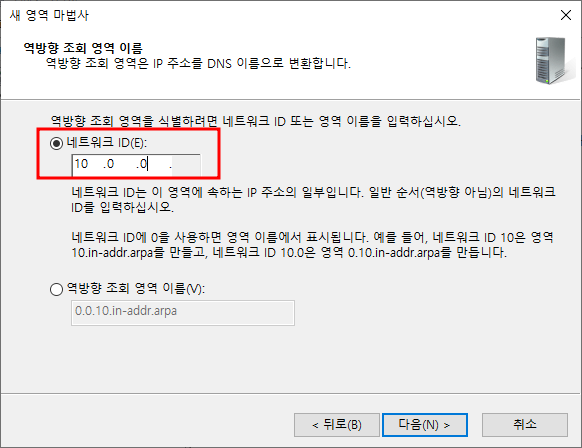 새 영역 마법사
역방향 조회 영역 이름
역방향 조회 영역은 IP 주소를 DNS 이름으로 변환합니다.
역방향 조회 영역을 식별하려면 네트워크 ID 또는 영역 이름을 입력하십시오.
네트워크 ID(E):
10 .0 .0 .
네트워크 ID는 이 영역에 속하는 IP 주소의 일부입니다. 일반 순서(역방향 아님)의 네트워크
ID를 입력하십시오.
네트워크 ID에 0을 사용하면 영역 이름에서 표시됩니다. 예를 들어, 네트워크 ID 10은 영역
10.in-addr.arpa를 만들고, 네트워크 ID 10.0은 영역 0.10.in-addr.arpa를 만듭니다.
역방향 조회 영역 이름(V):
0.0.10.in-addr.arpa
< 뒤로(B)
다음(N) >
취소